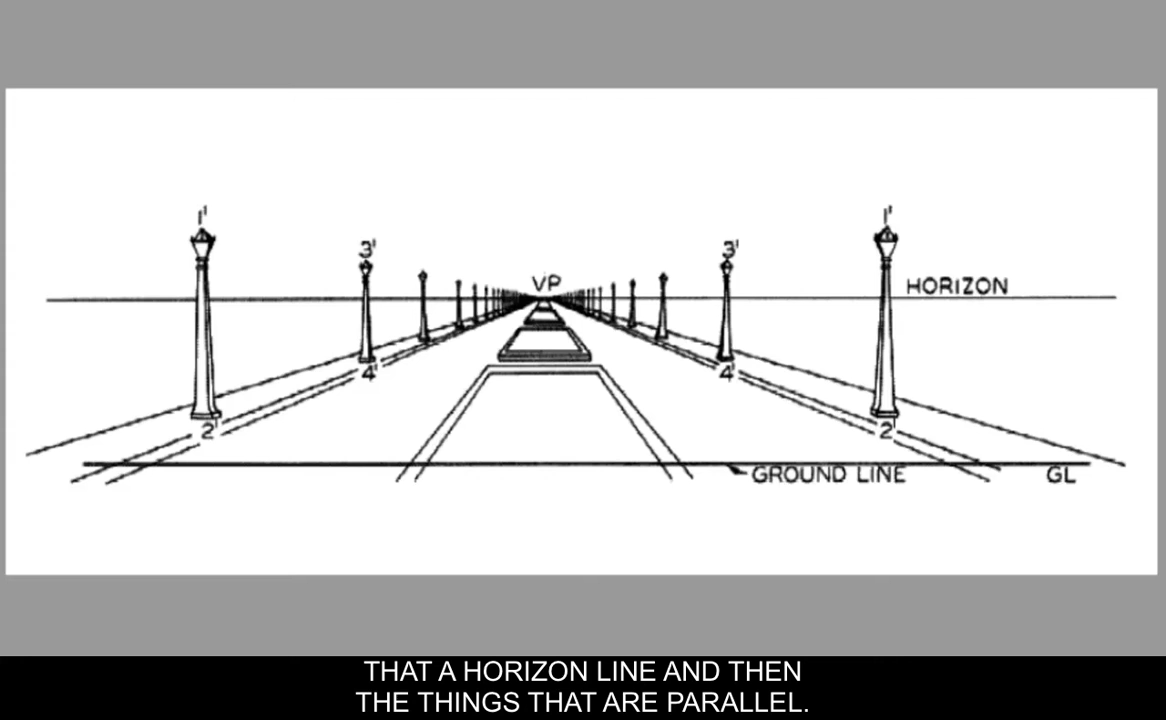 1' 1'
3' 3'
VP
HORIZON
4' 4'
2' 2'
GROUND LINE GL
THAT A HORIZON LINE AND THEN
THE THINGS THAT ARE PARALLEL.